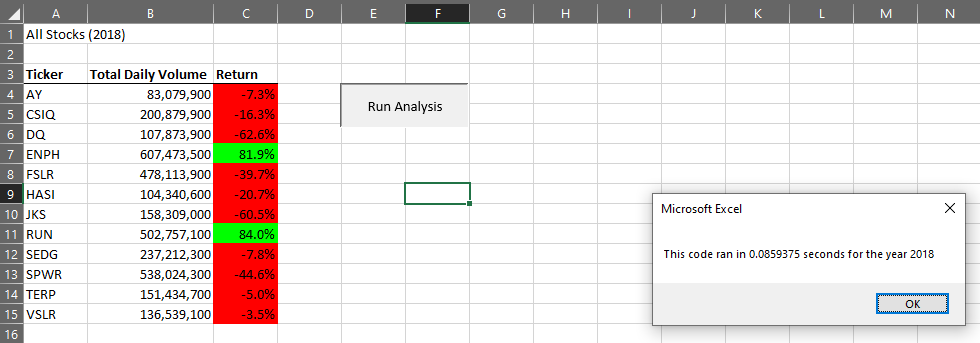 A B C D E F G H I J K L M N
1 All Stocks (2018)
2
3 Ticker Total Daily Volume Return
4 AY 83,079,900 -7.3%
5 CSIQ 200,879,900 -16.3%
6 DQ 107,873,900 -62.6%
7 ENPH 607,473,500 81.9%
8 FSLR 478,113,900 -39.7%
9 HASI 104,340,600 -20.7%
10 JKS 158,309,000 -60.5%
11 RUN 502,757,100 84.0%
12 SEDG 237,212,300 -7.8%
13 SPWR 538,024,300 -44.6%
14 TERP 151,434,700 -5.0%
15 VSLR 136,539,100 -3.5%
16
Run Analysis
Microsoft Excel
This code ran in 0.0859375 seconds for the year 2018
OK